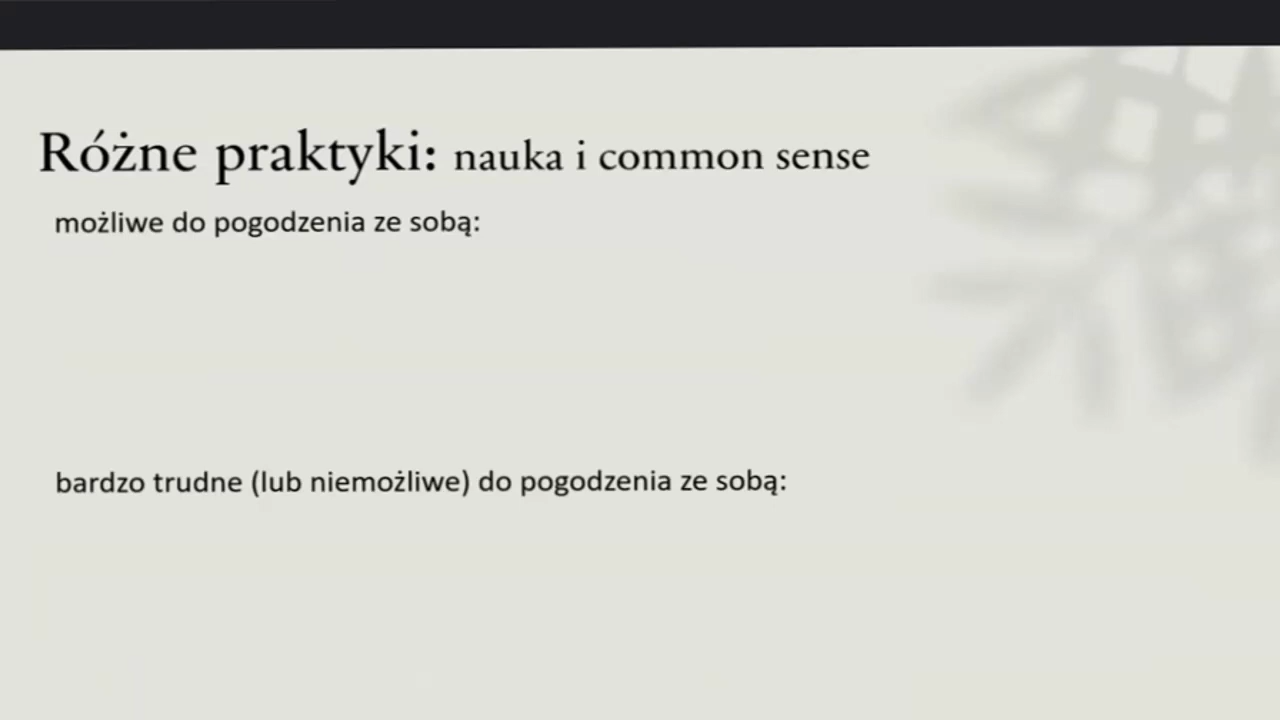 Różne praktyki: nauka i common sense
możliwe do pogodzenia ze sobą:
bardzo trudne (lub niemożliwe) do pogodzenia ze sobą: